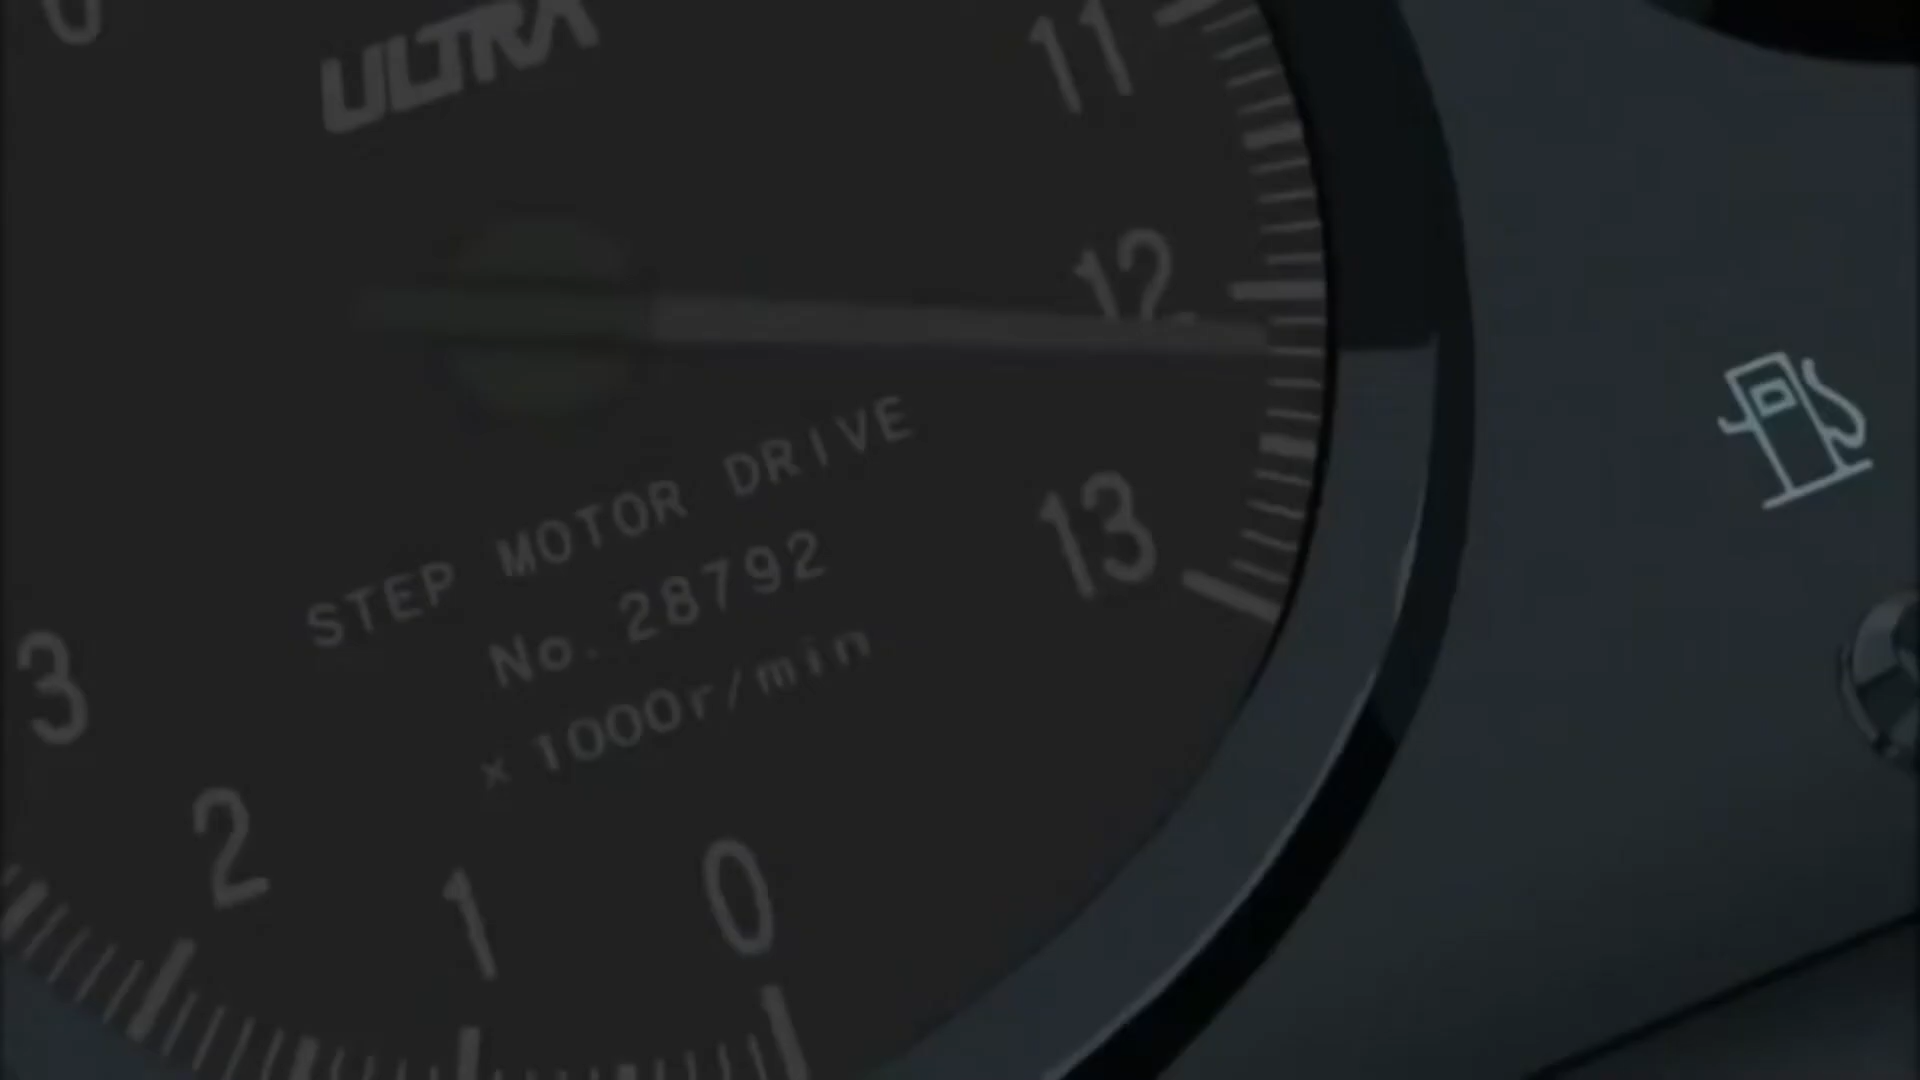 ULTRA
11
12
13
STEP MOTOR DRIVE
No. 28792
×1000r/min
3
2
1
0